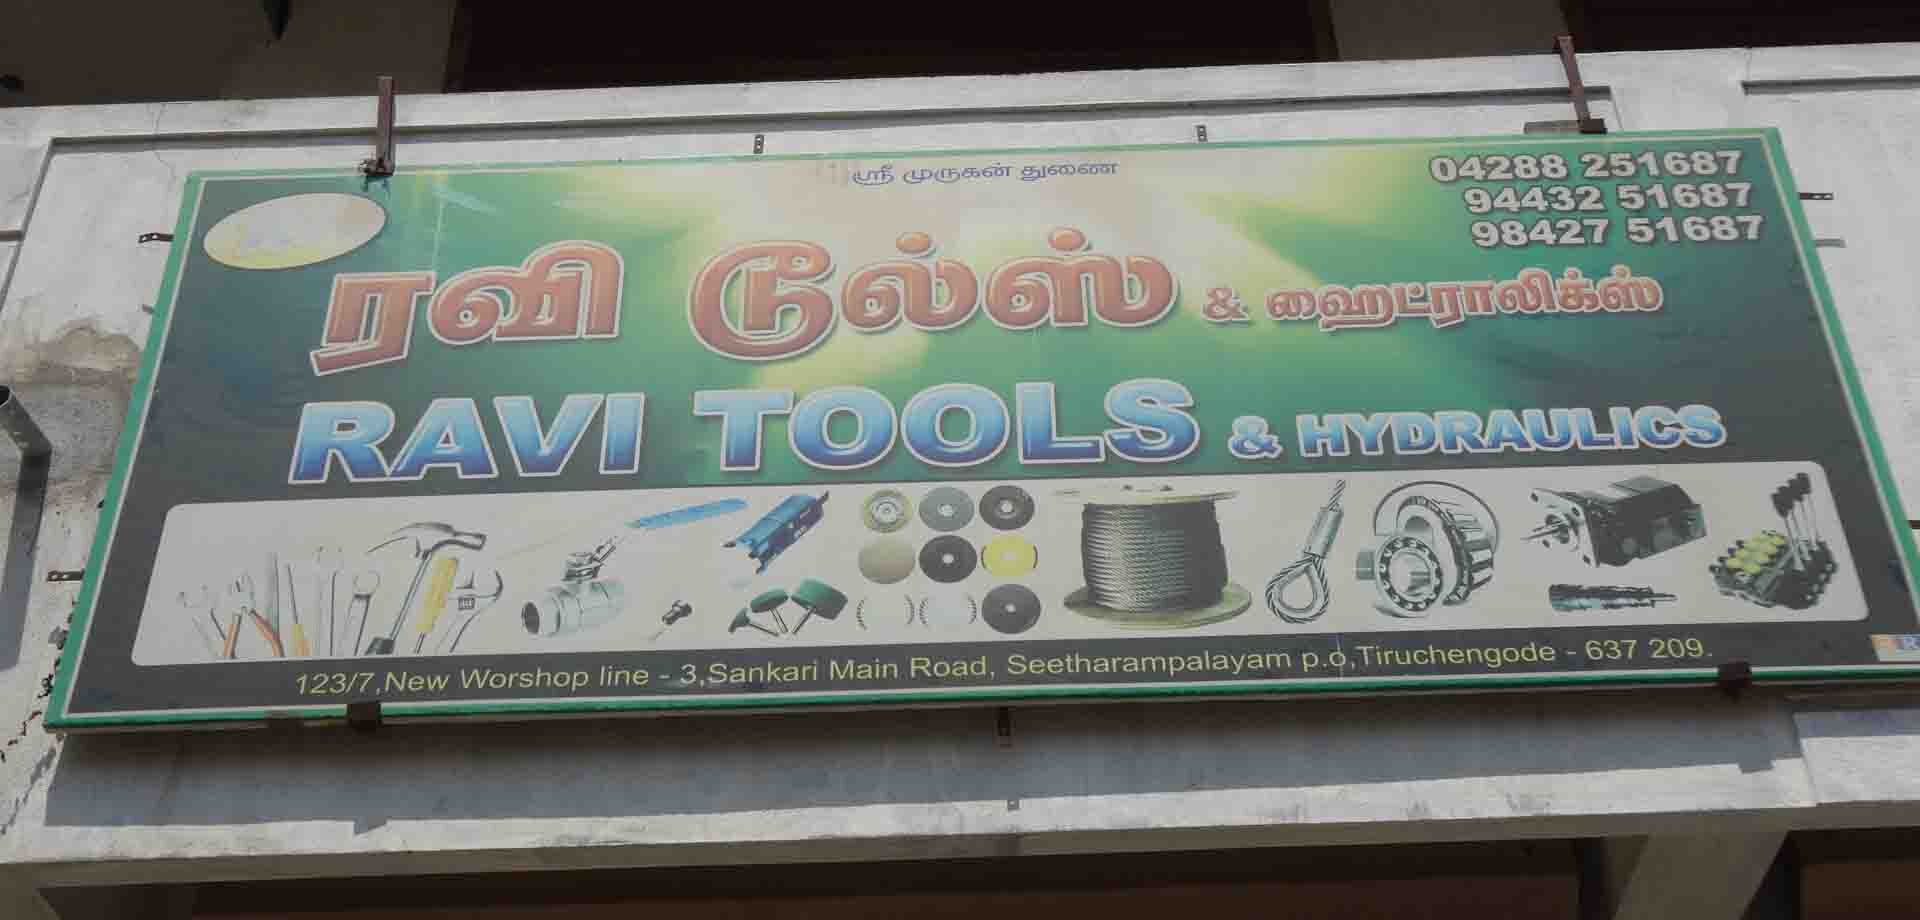 ஸ்ரீ முருகன் துணை
04288 251687
94432 51687
98427 51687
ரவி டூல்ஸ் & ஹைட்ராலிக்ஸ்
RAVI TOOLS & HYDRAULICS
123/7,New Worshop line - 3,Sankari Main Road, Seetharampalayam p.o,Tiruchengode - 637 209.